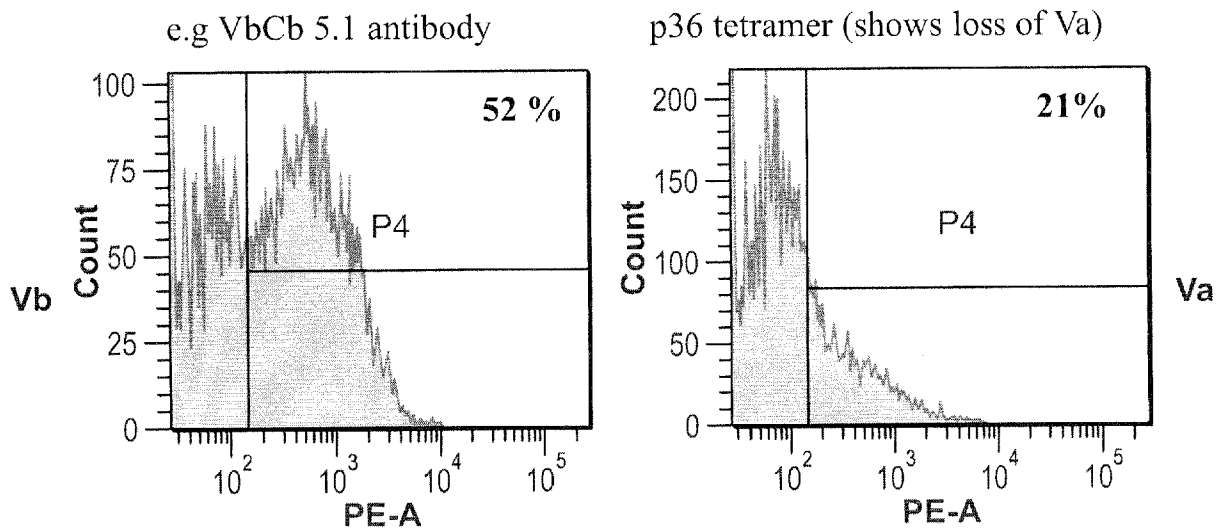 e.g VbCb 5.1 antibody
p36 tetramer (shows loss of Va)
52 %
100
75
50
25
0
Count
Vb
P4
10^2
10^3
10^4
10^5
PE-A
21%
200
150
100
50
0
Count
P4
Va
10^2
10^3
10^4
10^5
PE-A